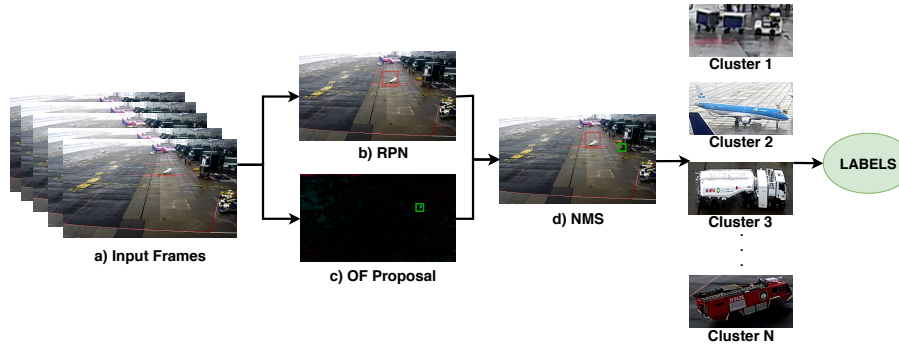 a) Input Frames
b) RPN
c) OF Proposal
d) NMS
Cluster 1
Cluster 2
Cluster 3
Cluster N
LABELS